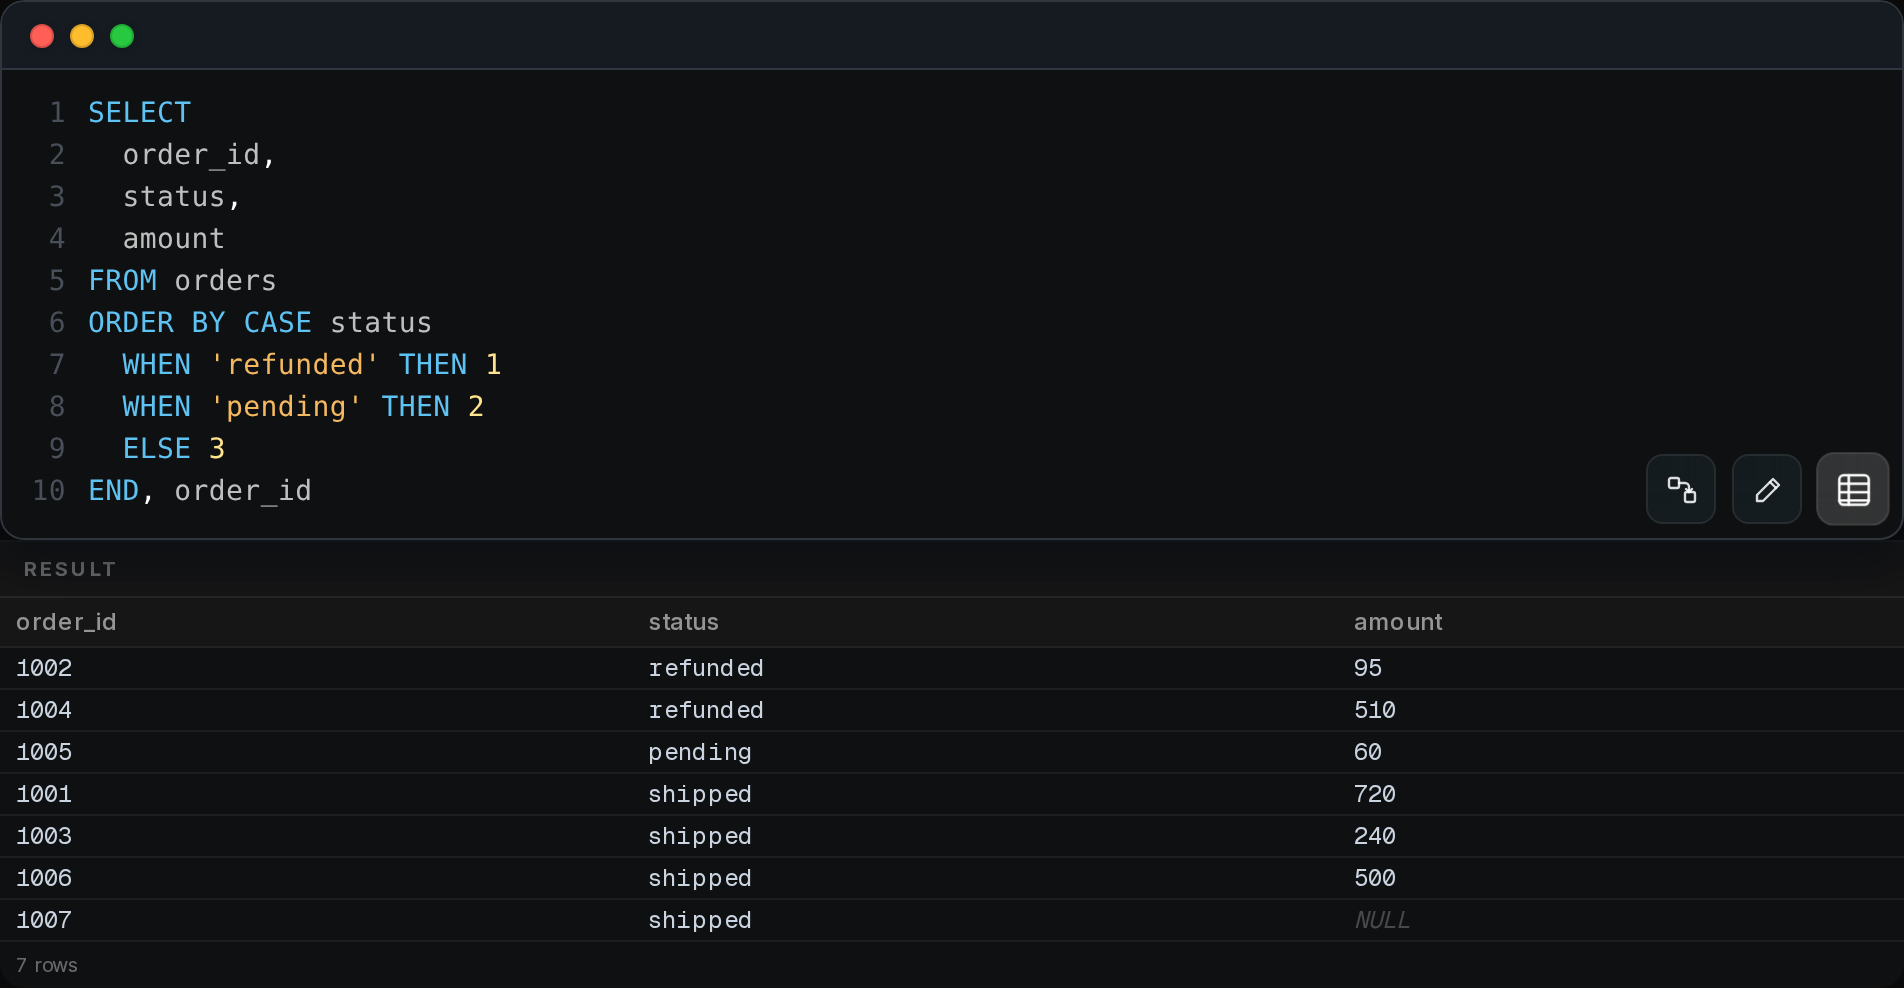 1 SELECT
2   order_id,
3   status,
4   amount
5 FROM orders
6 ORDER BY CASE status
7   WHEN 'refunded' THEN 1
8   WHEN 'pending' THEN 2
9   ELSE 3
10 END, order_id
RESULT
order_id status amount
1002 refunded 95
1004 refunded 510
1005 pending 60
1001 shipped 720
1003 shipped 240
1006 shipped 500
1007 shipped NULL
7 rows